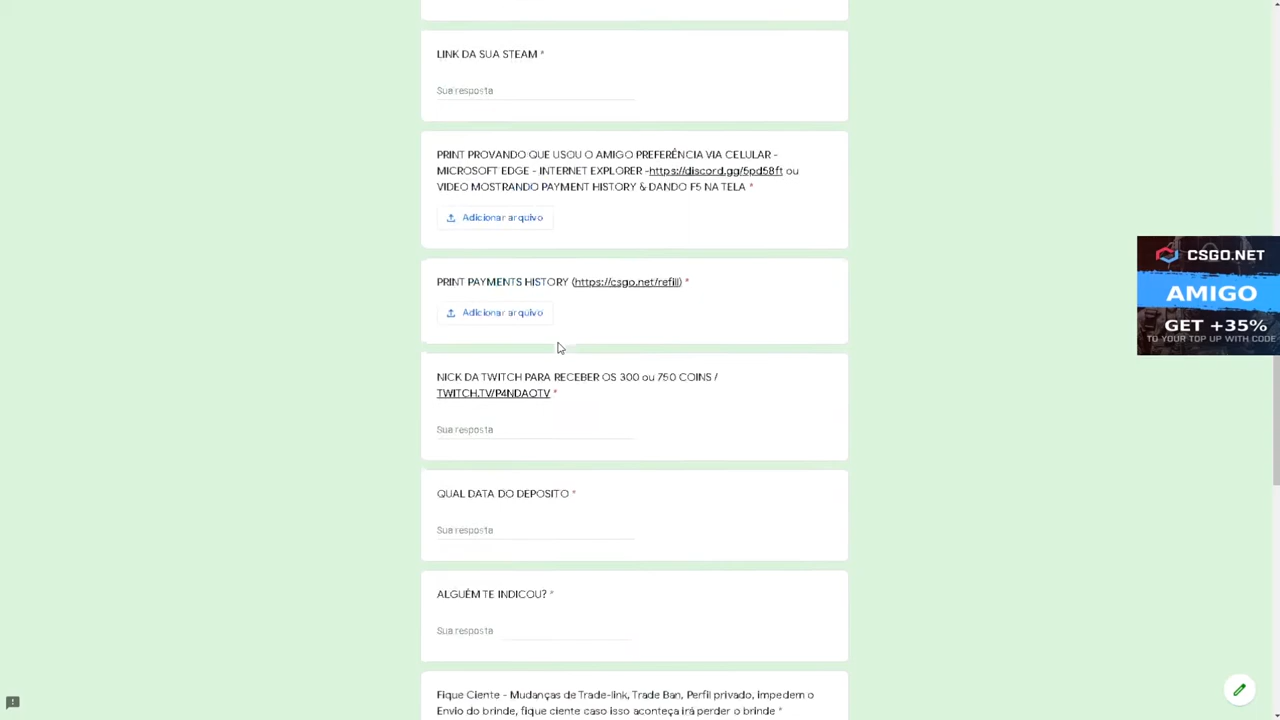 LINK DA SUA STEAM *
Sua resposta
PRINT PROVANDO QUE USOU O AMIGO PREFERÊNCIA VIA CELULAR -
MICROSOFT EDGE - INTERNET EXPLORER -https://discord.gg/5pd58ft ou
VIDEO MOSTRANDO PAYMENT HISTORY & DANDO F5 NA TELA *
Adicionar arquivo
PRINT PAYMENTS HISTORY (https://csgo.net/refill) *
Adicionar arquivo
NICK DA TWITCH PARA RECEBER OS 300 ou 750 COINS /
TWITCH.TV/P4NDAOTV *
Sua resposta
QUAL DATA DO DEPOSITO *
Sua resposta
ALGUÉM TE INDICOU? *
Sua resposta
Fique Ciente - Mudanças de Trade-link, Trade Ban, Perfil privado, impedem o
Envio do brinde, fique ciente caso isso aconteça irá perder o brinde *
CSGO.NET
AMIGO
GET +35%
TO YOUR TOP UP WITH CODE